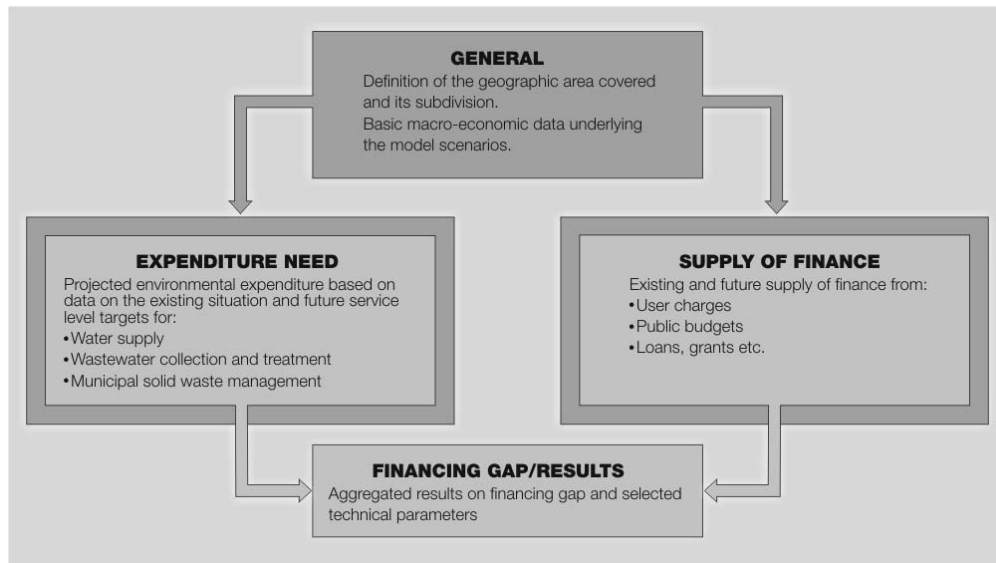 GENERAL
Definition of the geographic area covered
and its subdivision.
Basic macro-economic data underlying
the model scenarios.
EXPENDITURE NEED
Projected environmental expenditure based on
data on the existing situation and future service
level targets for:
•Water supply
•Wastewater collection and treatment
•Municipal solid waste management
SUPPLY OF FINANCE
Existing and future supply of finance from:
•User charges
•Public budgets
•Loans, grants etc.
FINANCING GAP/RESULTS
Aggregated results on financing gap and selected
technical parameters